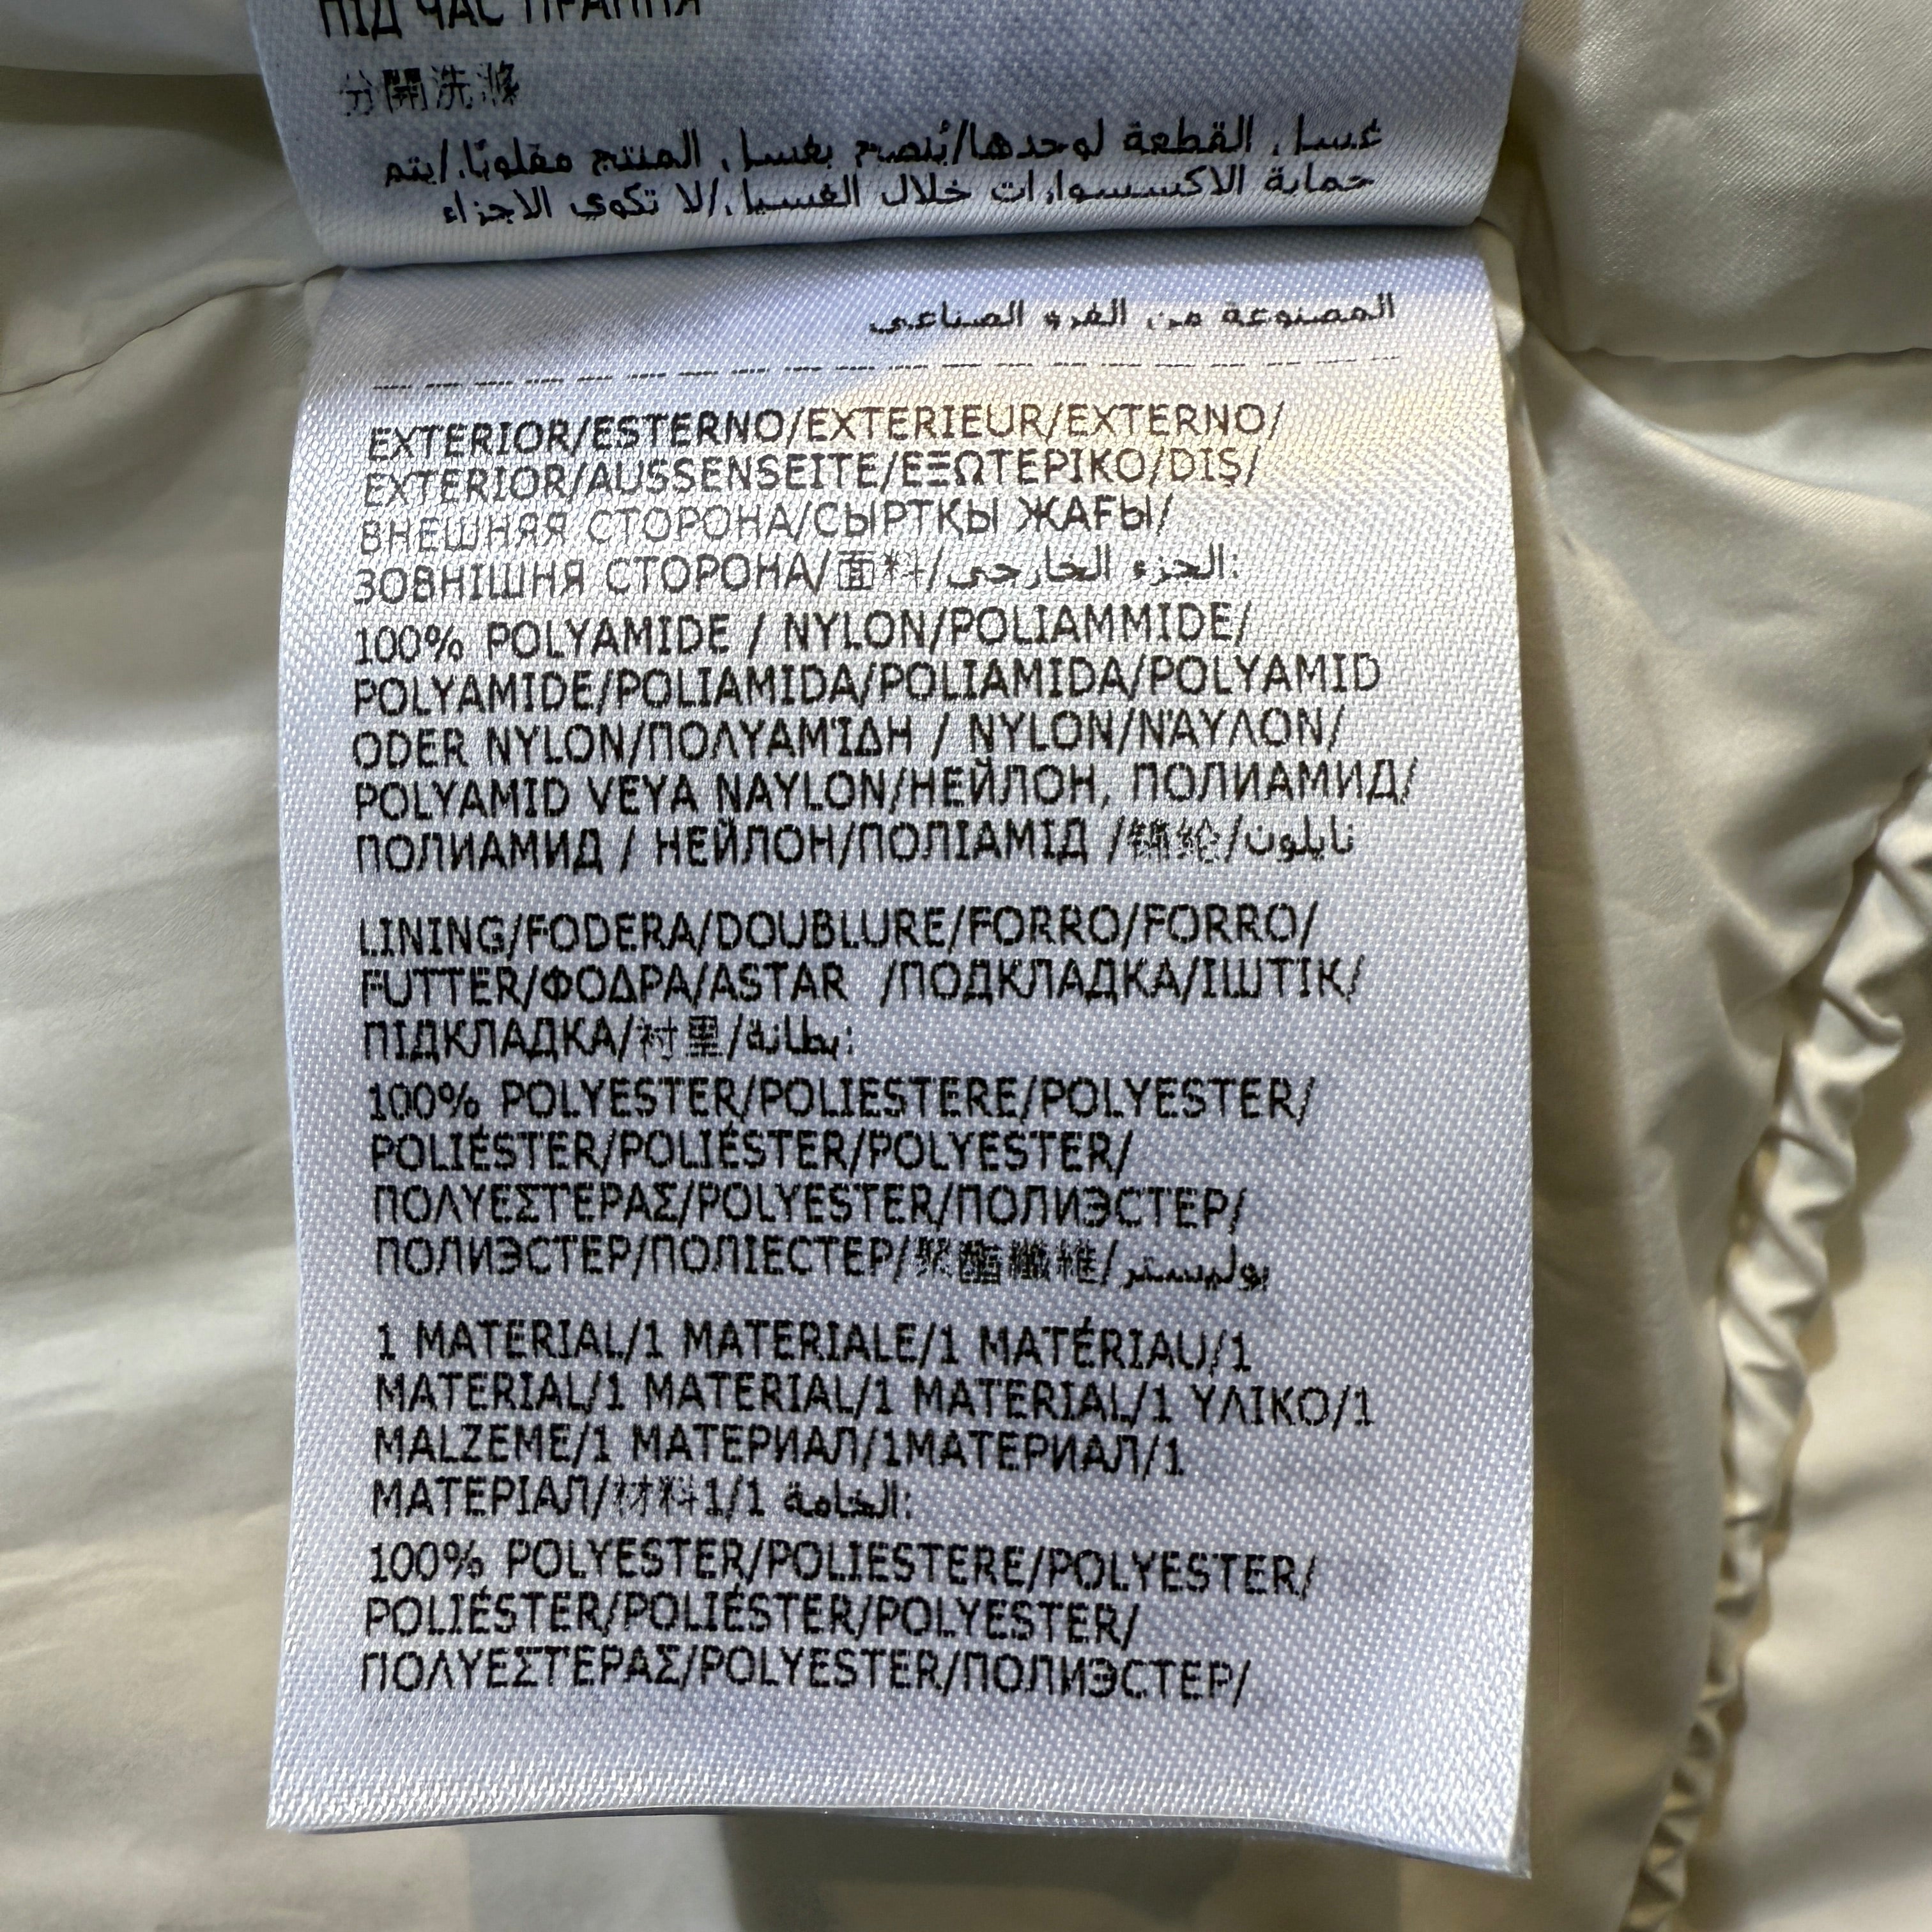 ПІД ЧАС ПРАННЯ
分開洗滌
غسل القطعة لوحدها/يُنصح بغسل المنتج مقلوبًا./يتم
حماية الاكسسوارات خلال الغسيل./لا تكوي الاجزاء
المصنوعة من الفرو الصناعي
EXTERIOR/ESTERNO/EXTERIEUR/EXTERNO/
EXTERIOR/AUSSENSEITE/ΕΞΩΤΕΡΙΚΟ/DIŞ/
ВНЕШНЯЯ СТОРОНА/СЫРТҚЫ ЖАҒЫ/
ЗОВНІШНЯ СТОРОНА/面料/الجزء الخارجي:
100% POLYAMIDE / NYLON/POLIAMMIDE/
POLYAMIDE/POLIAMIDA/POLIAMIDA/POLYAMID
ODER NYLON/ΠΟΛΥΑΜΊΔΗ / NYLON/ΝΆΥΛΟΝ/
POLYAMID VEYA NAYLON/НЕЙЛОН, ПОЛИАМИД/
ПОЛИАМИД / НЕЙЛОН/ПОЛІАМІД /錦纶/نايلون
LINING/FODERA/DOUBLURE/FORRO/FORRO/
FUTTER/ΦΟΔΡΑ/ASTAR /ПОДКЛАДКА/ІШТІК/
ПІДКЛАДКА/衬里/بطانة:
100% POLYESTER/POLIESTERE/POLYESTER/
POLIÉSTER/POLIÉSTER/POLYESTER/
ΠΟΛΥΕΣΤΕΡΑΣ/POLYESTER/ПОЛИЭСТЕР/
ПОЛИЭСТЕР/ПОЛІЕСТЕР/聚酯纖維/بوليستر
1 MATERIAL/1 MATERIALE/1 MATÉRIAU/1
MATERIAL/1 MATERIAL/1 MATERIAL/1 ΥΛΙΚΟ/1
MALZEME/1 МАТЕРИАЛ/1МАТЕРИАЛ/1
МАТЕРІАЛ/材料1/1 الخامة:
100% POLYESTER/POLIESTERE/POLYESTER/
POLIÉSTER/POLIÉSTER/POLYESTER/
ΠΟΛΥΕΣΤΕΡΑΣ/POLYESTER/ПОЛИЭСТЕР/